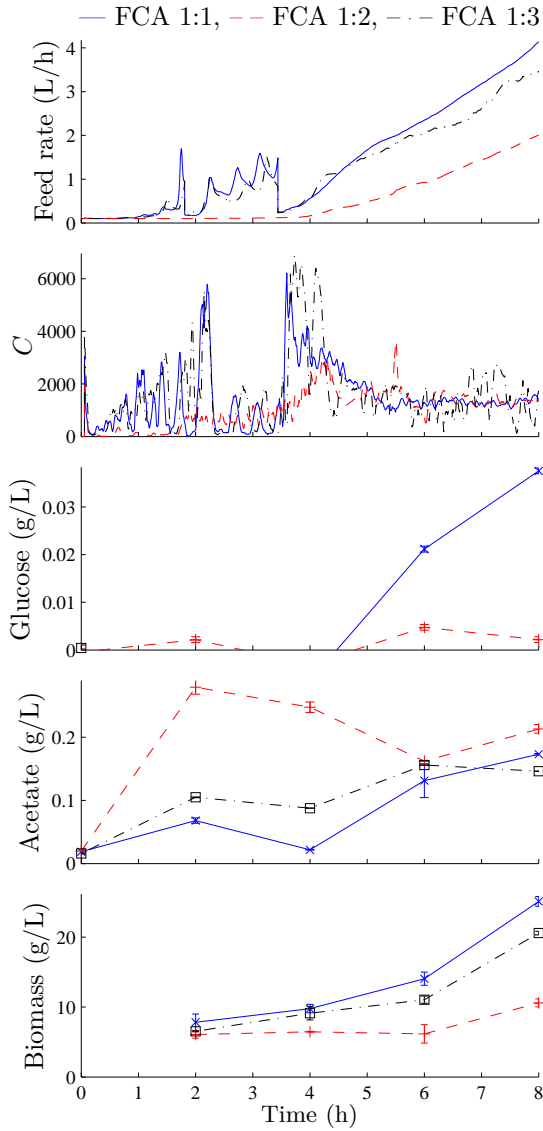 FCA 1:1, FCA 1:2, FCA 1:3
Feed rate (L/h)
4
3
2
1
0
C
6000
4000
2000
0
Glucose (g/L)
0.03
0.02
0.01
0
Acetate (g/L)
0.2
0.1
0
Biomass (g/L)
20
10
0
0 1 2 3 4 5 6 7 8
Time (h)